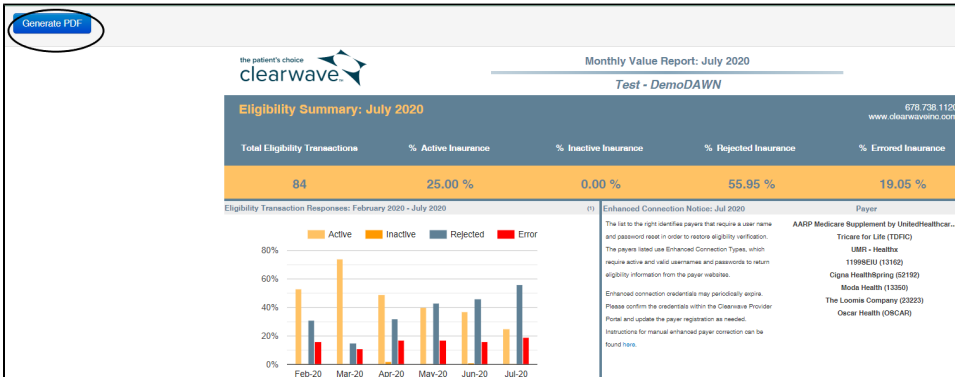 Generate PDF
the patient's choice
clearwave™
Monthly Value Report: July 2020
Test - DemoDAWN
Eligibility Summary: July 2020
678.738.1120
www.clearwaveinc.com
Total Eligibility Transactions % Active Insurance % Inactive Insurance % Rejected Insurance % Errored Insurance
84 25.00 % 0.00 % 55.95 % 19.05 %
Eligibility Transaction Responses: February 2020 - July 2020 (1)
Active Inactive Rejected Error
80%
60%
40%
20%
0%
Feb-20 Mar-20 Apr-20 May-20 Jun-20 Jul-20
Enhanced Connection Notice: Jul 2020 Payer
The list to the right identifies payers that require a user name
and password reset in order to restore eligibility verification.
The payers listed use Enhanced Connection Types, which
require active and valid usernames and passwords to return
eligibility information from the payer websites.
Enhanced connection credentials may periodically expire.
Please confirm the credentials within the Clearwave Provider
Portal and update the payer registration as needed.
Instructions for manual enhanced payer correction can be
found here.
AARP Medicare Supplement by UnitedHealthcar...
Tricare for Life (TDFIC)
UMR - Healthx
1199SEIU (13162)
Cigna HealthSpring (52192)
Moda Health (13350)
The Loomis Company (23223)
Oscar Health (OSCAR)